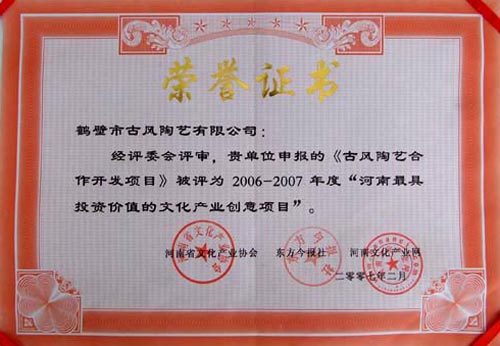 荣誉证书
鹤壁市古风陶艺有限公司：
经评委会评审，贵单位申报的《古风陶艺合
作开发项目》被评为 2006-2007 年度“河南最具
投资价值的文化产业创意项目”。
河南省文化产业协会 东方今报社 河南文化产业网
二〇〇七年二月